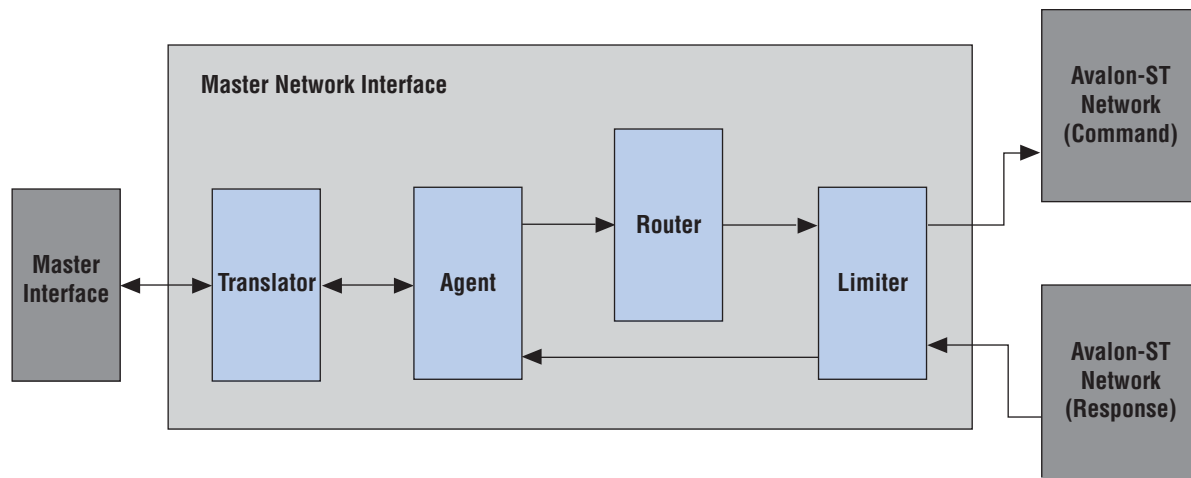 Master Network Interface
Master
Interface
Translator
Agent
Router
Limiter
Avalon-ST
Network
(Command)
Avalon-ST
Network
(Response)